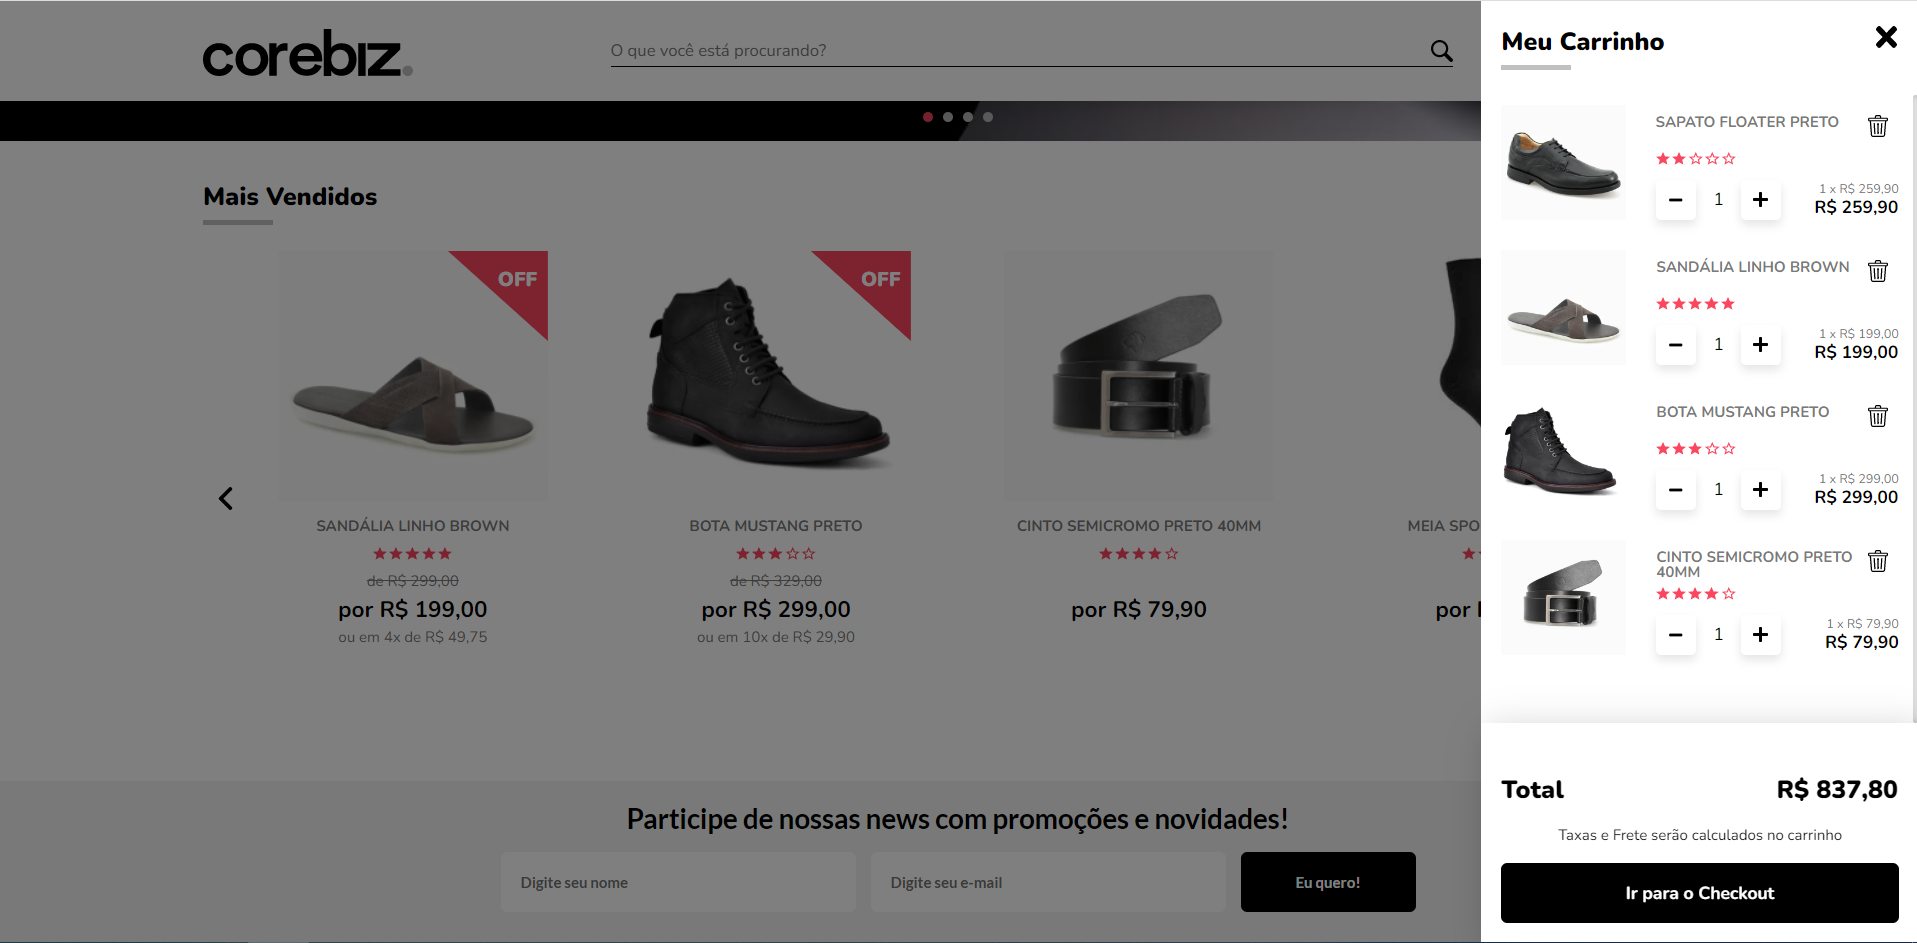 corebiz.
O que você está procurando?
Mais Vendidos
OFF
SANDÁLIA LINHO BROWN
de R$ 299,00
por R$ 199,00
ou em 4x de R$ 49,75
OFF
BOTA MUSTANG PRETO
de R$ 329,00
por R$ 299,00
ou em 10x de R$ 29,90
CINTO SEMICROMO PRETO 40MM
por R$ 79,90
MEIA SPO
por
Participe de nossas news com promoções e novidades!
Digite seu nome
Digite seu e-mail
Eu quero!
Meu Carrinho
SAPATO FLOATER PRETO
1 x R$ 259,90
1
R$ 259,90
SANDÁLIA LINHO BROWN
1 x R$ 199,00
1
R$ 199,00
BOTA MUSTANG PRETO
1 x R$ 299,00
1
R$ 299,00
CINTO SEMICROMO PRETO
40MM
1 x R$ 79,90
1
R$ 79,90
Total R$ 837,80
Taxas e Frete serão calculados no carrinho
Ir para o Checkout